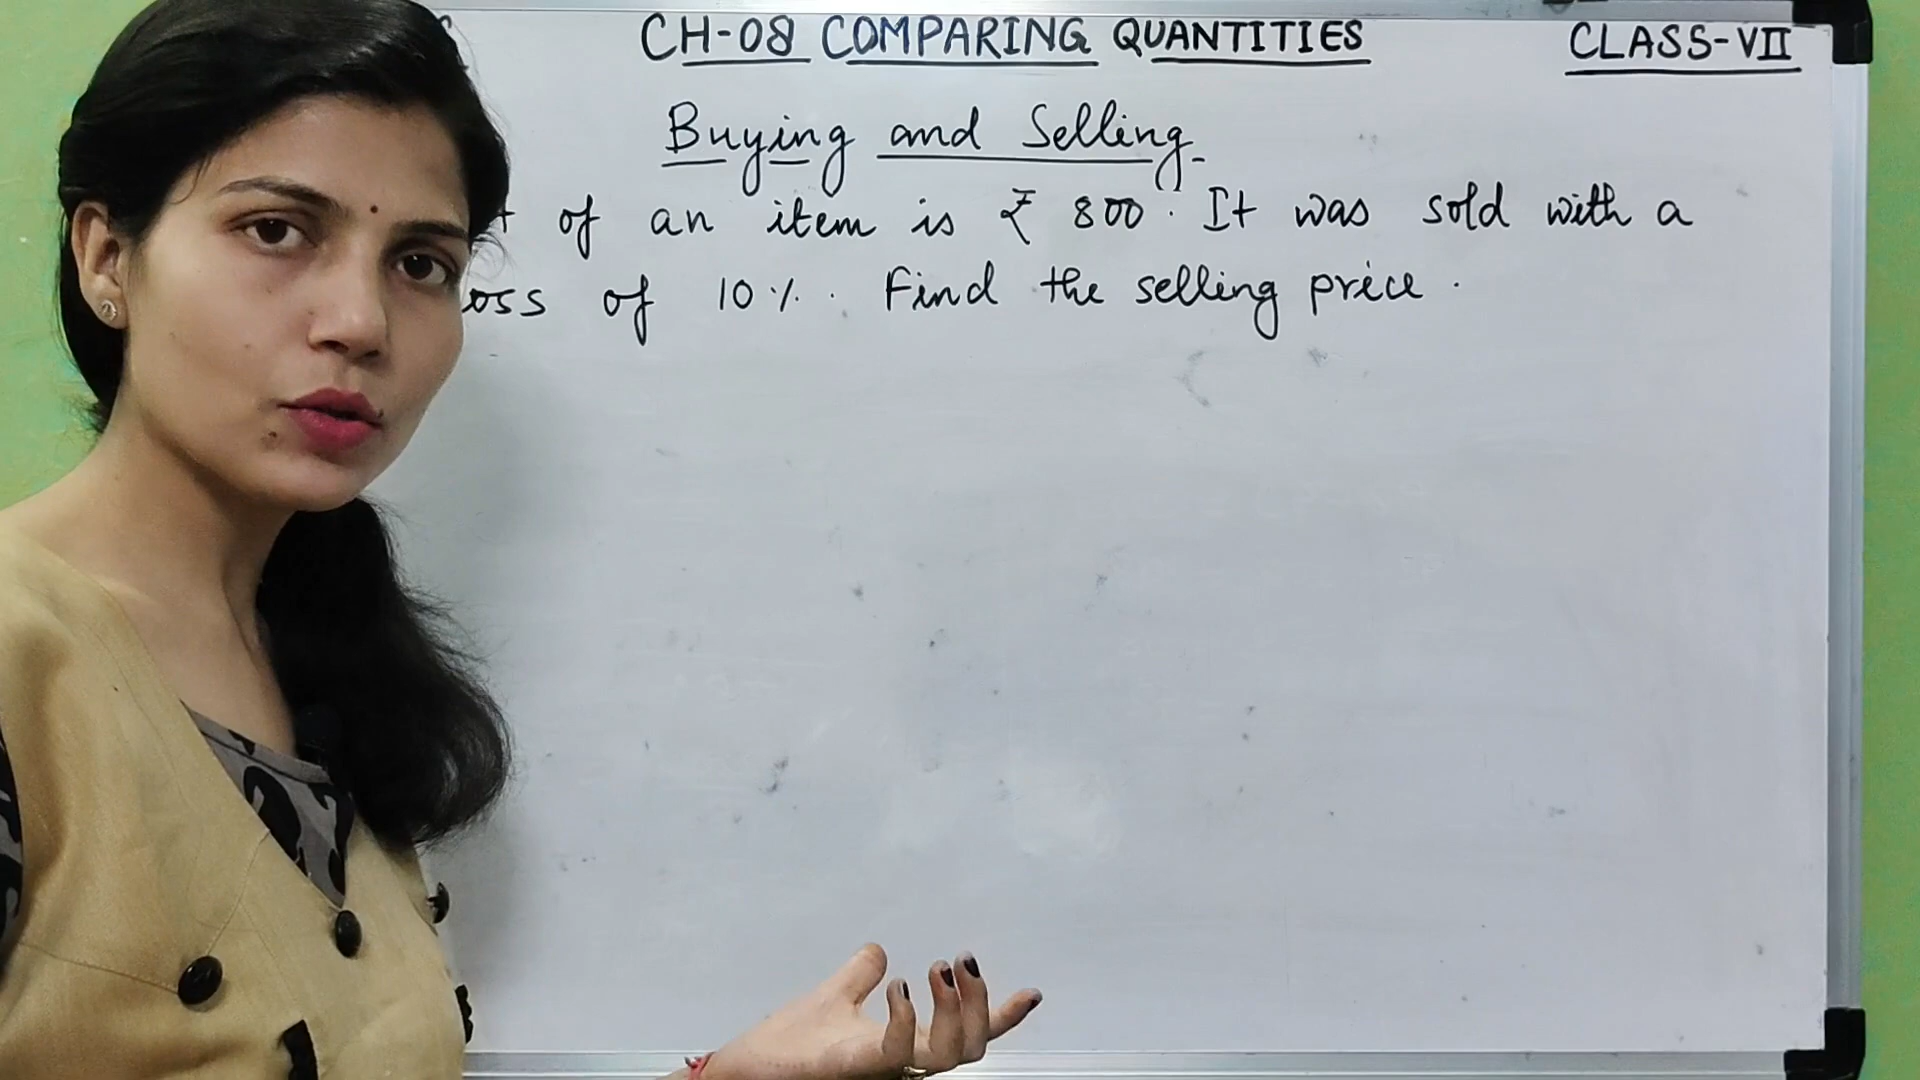 CH-08 COMPARING QUANTITIES CLASS-VII
Buying and Selling
of an item is ₹ 800. It was sold with a
of 10%. Find the selling price.